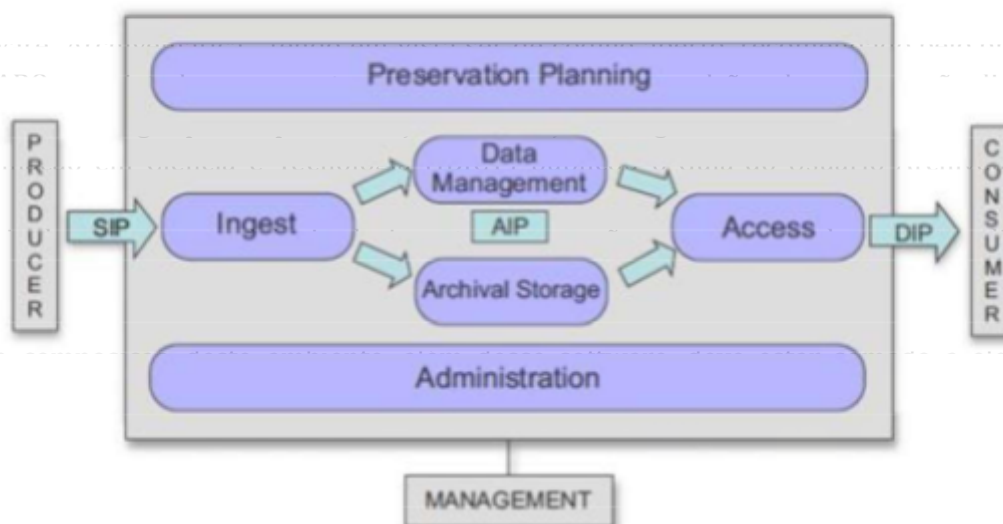 Preservation Planning
PRODUCER
SIP
Ingest
Data
Management
AIP
Archival Storage
Access
DIP
CONSUMER
Administration
MANAGEMENT